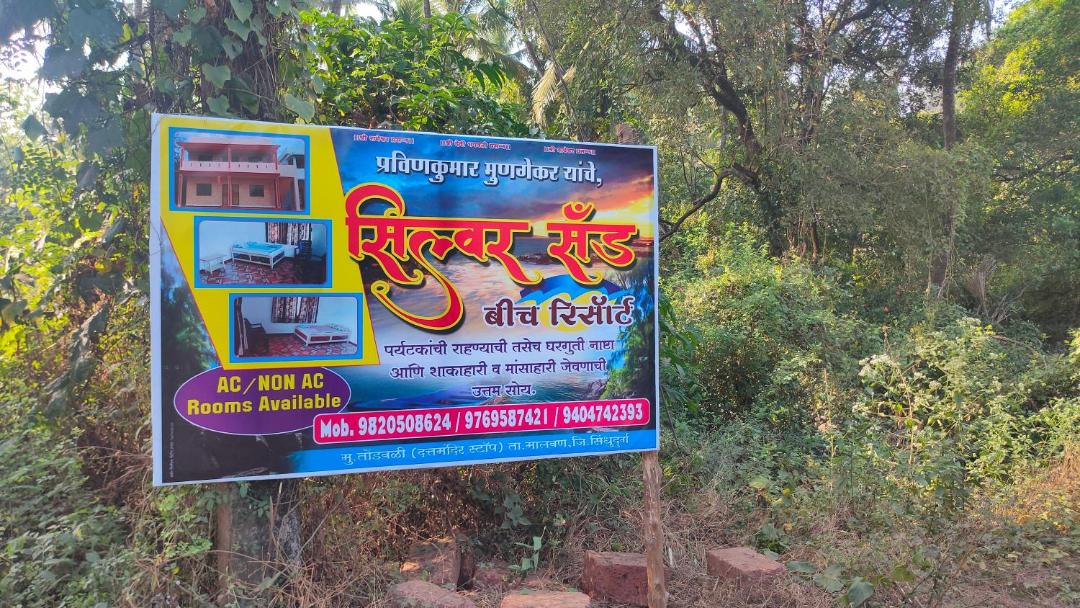 प्रविणकुमार मुणगेकर यांचे,
सिल्वर सँड
बीच रिसॉर्ट
पर्यटकांची राहण्याची तसेच घरगुती नाष्टा
आणि शाकाहारी व मांसाहारी जेवणाची
उत्तम सोय.
AC / NON AC
Rooms Available
Mob. 9820508624 / 9769587421 / 9404742393
मु.तोंडवळी (दत्तमंदिर स्टॉप) ता.मालवण,जि.सिंधुदुर्ग